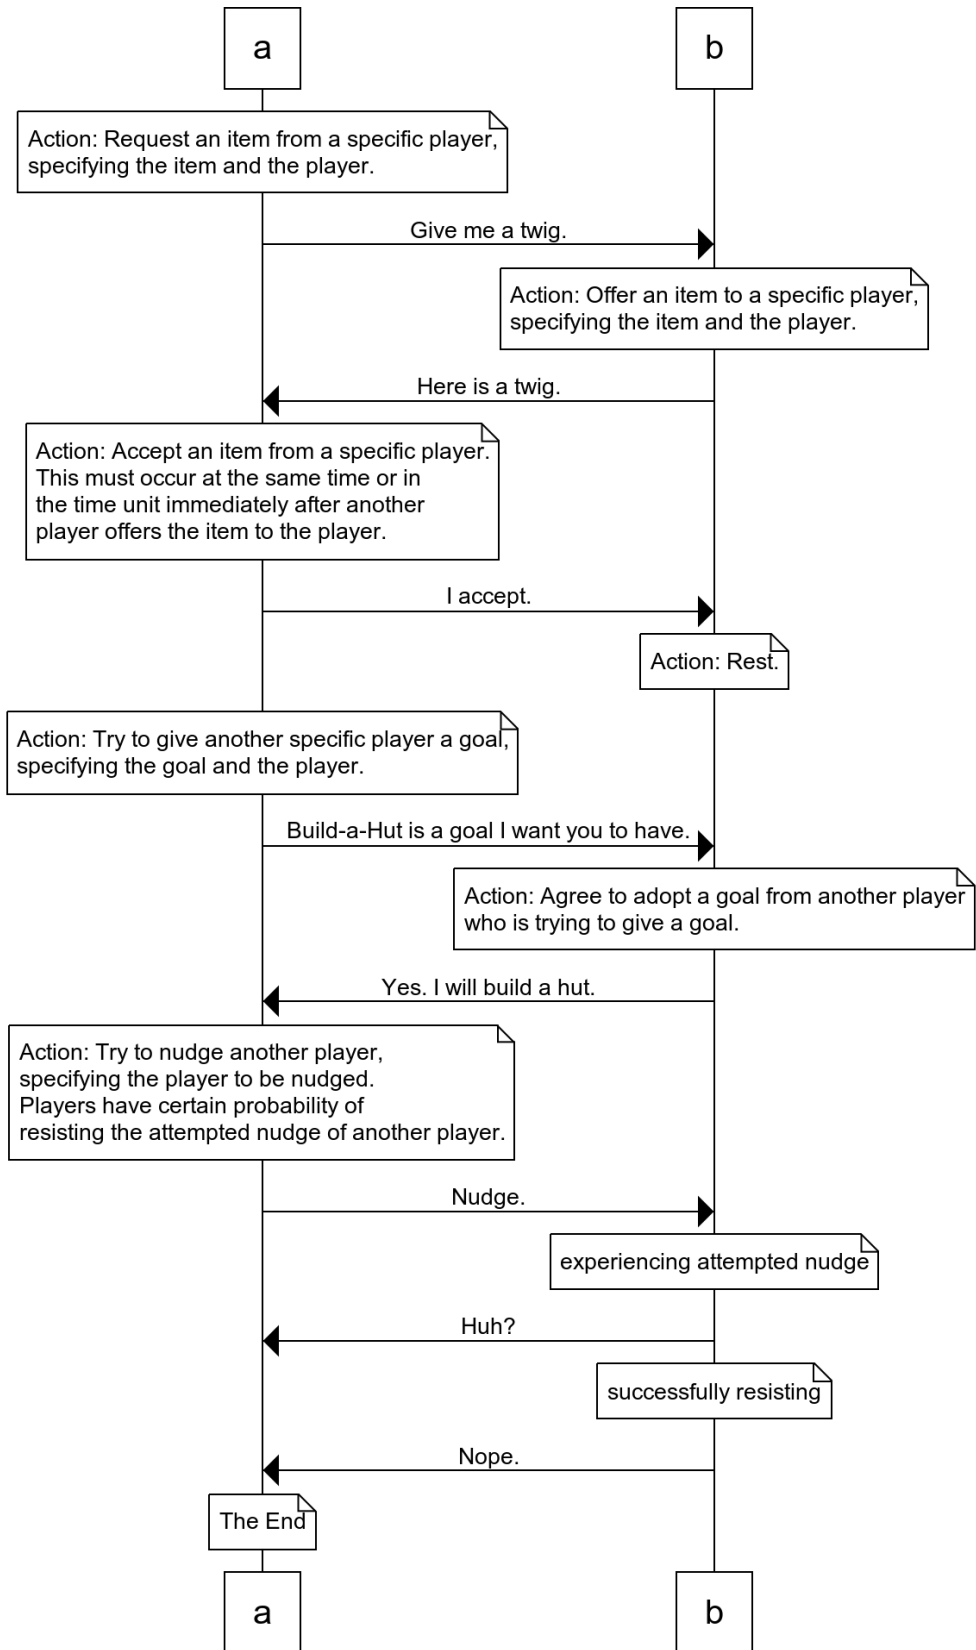 a
b
Action: Request an item from a specific player,
specifying the item and the player.
Give me a twig.
Action: Offer an item to a specific player,
specifying the item and the player.
Here is a twig.
Action: Accept an item from a specific player.
This must occur at the same time or in
the time unit immediately after another
player offers the item to the player.
I accept.
Action: Rest.
Action: Try to give another specific player a goal,
specifying the goal and the player.
Build-a-Hut is a goal I want you to have.
Action: Agree to adopt a goal from another player
who is trying to give a goal.
Yes. I will build a hut.
Action: Try to nudge another player,
specifying the player to be nudged.
Players have certain probability of
resisting the attempted nudge of another player.
Nudge.
experiencing attempted nudge
Huh?
successfully resisting
Nope.
The End
a
b